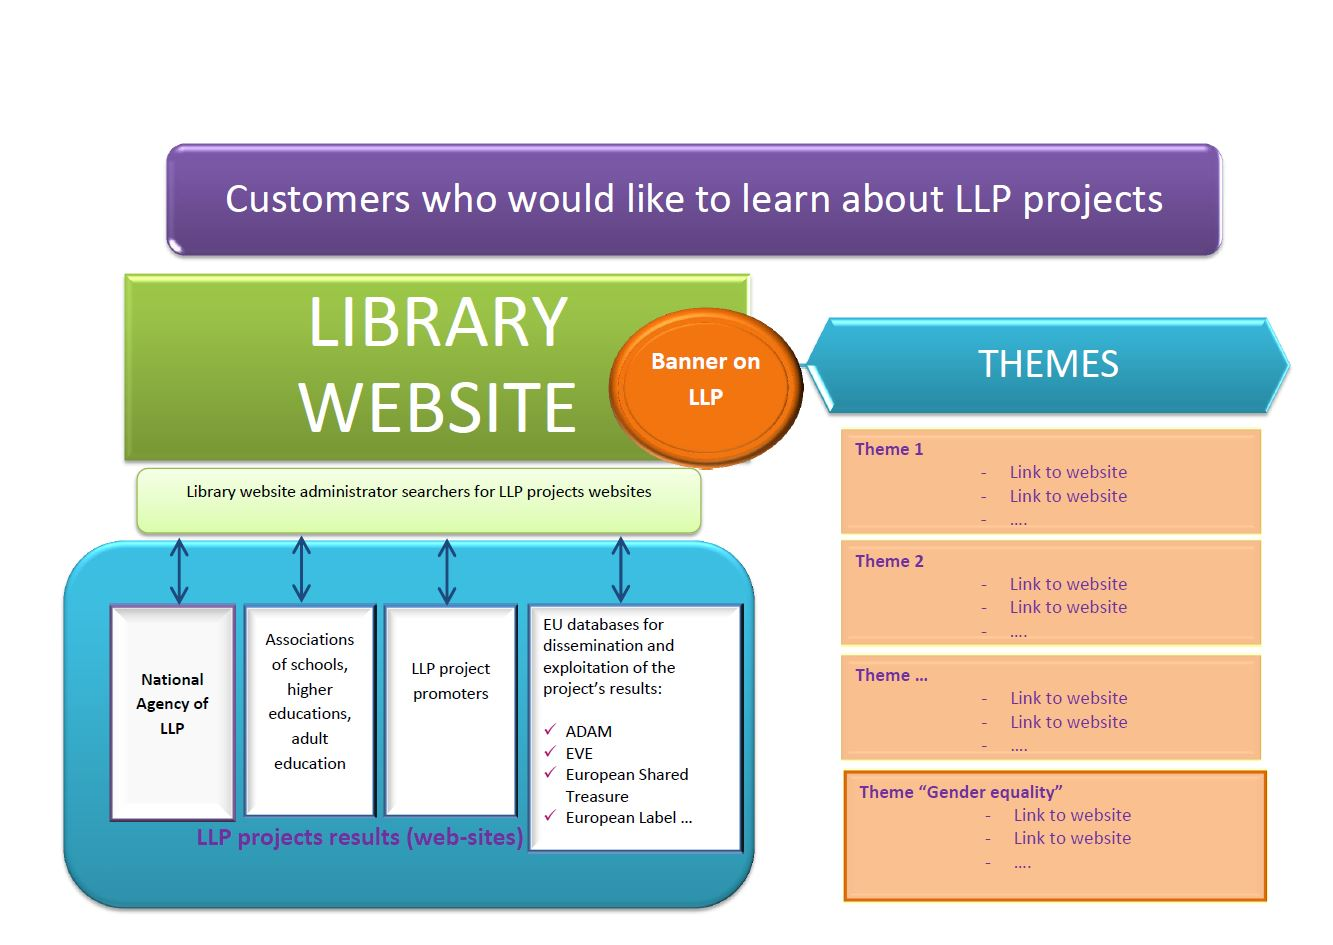 Customers who would like to learn about LLP projects
LIBRARY
WEBSITE
Banner on
LLP
THEMES
Library website administrator searchers for LLP projects websites
National
Agency of
LLP
Associations
of schools,
higher
educations,
adult
education
LLP project
promoters
EU databases for
dissemination and
exploitation of the
project's results:
✓ ADAM
✓ EVE
✓ European Shared
Treasure
✓ European Label ...
LLP projects results (web-sites)
Theme 1
- Link to website
- Link to website
- ....
Theme 2
- Link to website
- Link to website
- ....
Theme ...
- Link to website
- Link to website
- ....
Theme “Gender equality”
- Link to website
- Link to website
- ....